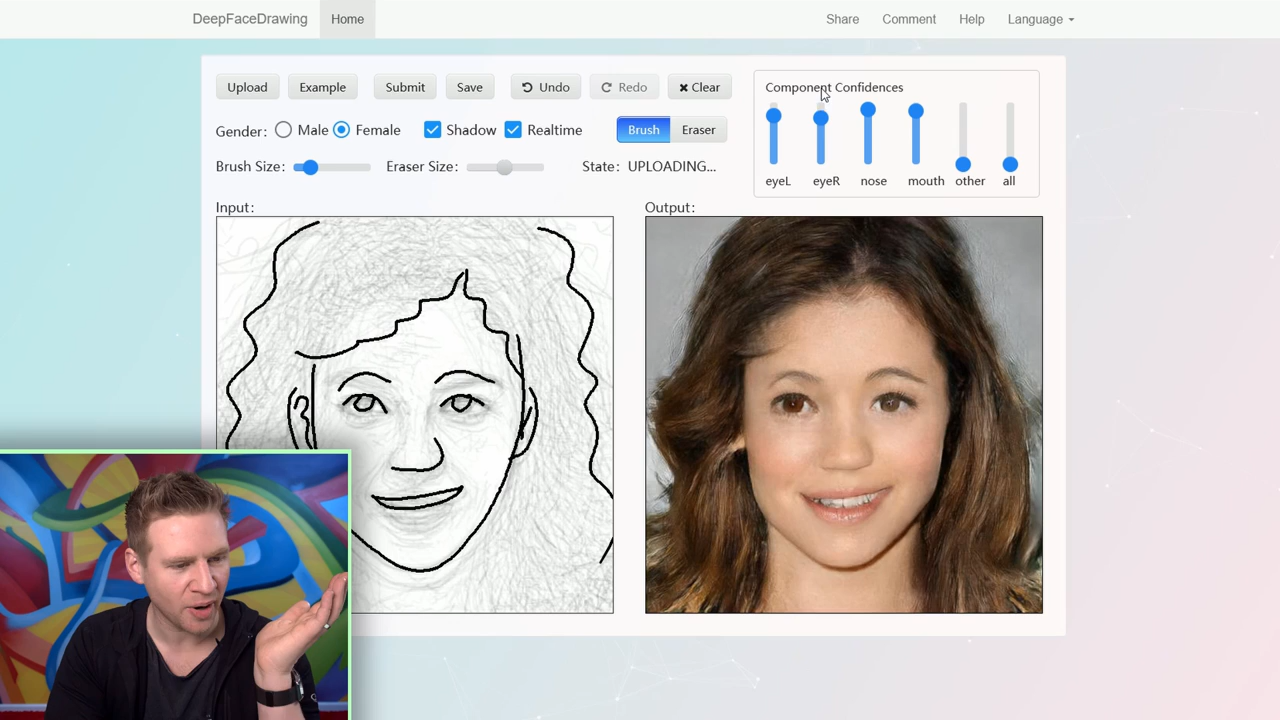 DeepFaceDrawing Home Share Comment Help Language
Upload Example Submit Save Undo Redo Clear
Component Confidences
Gender: Male Female Shadow Realtime Brush Eraser
Brush Size: Eraser Size: State: UPLOADING...
eyeL eyeR nose mouth other all
Input: Output: